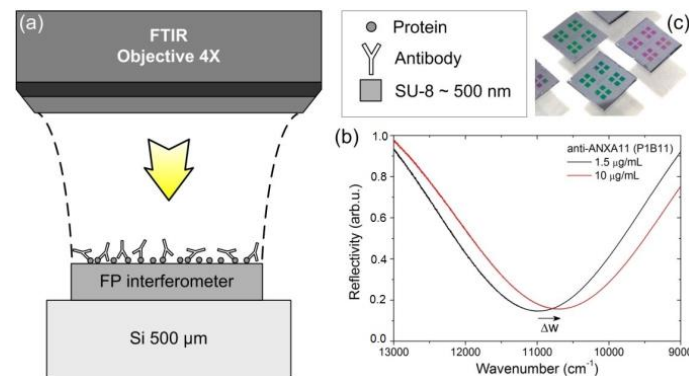 (a)
FTIR
Objective 4X
Protein
Antibody
SU-8 ~ 500 nm
(c)
FP interferometer
Si 500 μm
(b)
Reflectivity (arb.u.)
1.0
0.8
0.6
0.4
0.2
0.0
anti-ANXA11 (P1B11)
1.5 μg/mL
10 μg/mL
ΔW
13000 12000 11000 10000 9000
Wavenumber (cm⁻¹)